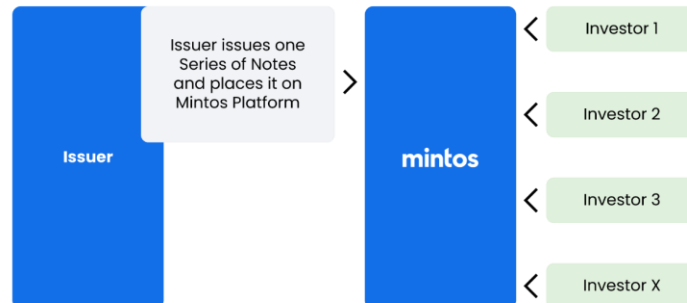 Issuer issues one
Series of Notes
and places it on
Mintos Platform
Issuer
mintos
Investor 1
Investor 2
Investor 3
Investor X